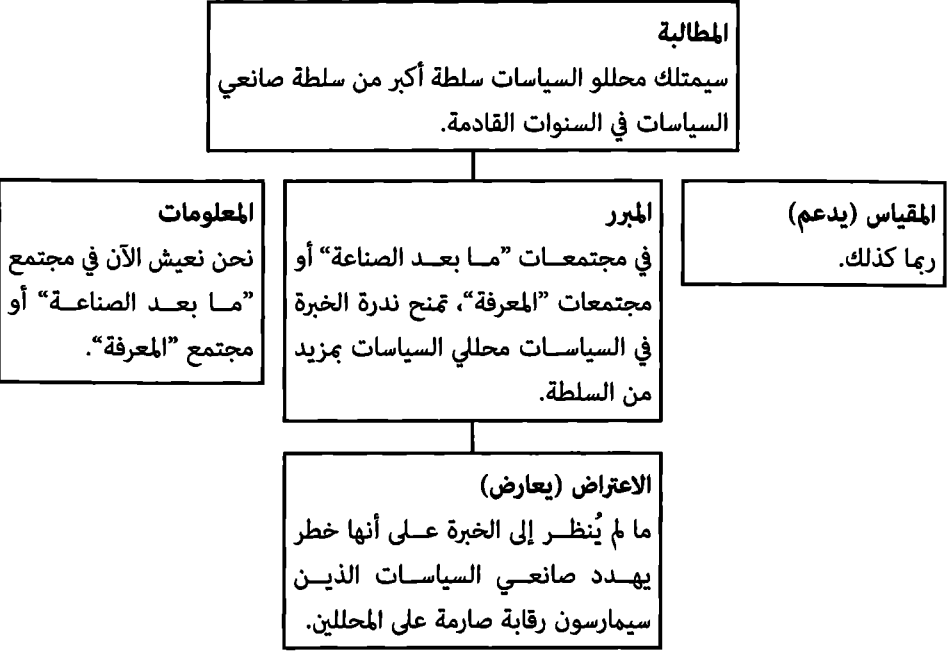 المطالبة
سيمتلك محللو السياسات سلطة أكبر من سلطة صانعي
السياسات في السنوات القادمة.
المقياس (يدعم)
ربما كذلك.
المبرر
في مجتمعات "ما بعد الصناعة" أو
مجتمعات "المعرفة"، تمنح ندرة الخبرة
في السياسات محللي السياسات بمزيد
من السلطة.
المعلومات
نحن نعيش الآن في مجتمع
"ما بعد الصناعة" أو
مجتمع "المعرفة".
الاعتراض (يعارض)
ما لم يُنظر إلى الخبرة على أنها خطر
يهدد صانعي السياسات الذين
سيمارسون رقابة صارمة على المحللين.